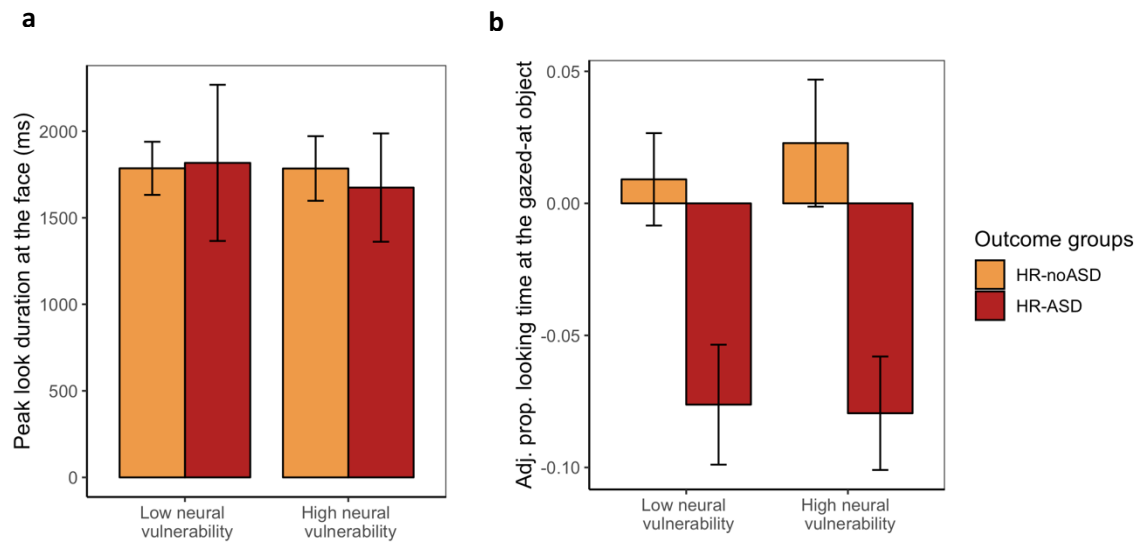 a
Peak look duration at the face (ms)
2000
1500
1000
500
0
Low neural
vulnerability
High neural
vulnerability
b
Adj. prop. looking time at the gazed-at object
0.05
0.00
-0.05
-0.10
Low neural
vulnerability
High neural
vulnerability
Outcome groups
HR-noASD
HR-ASD